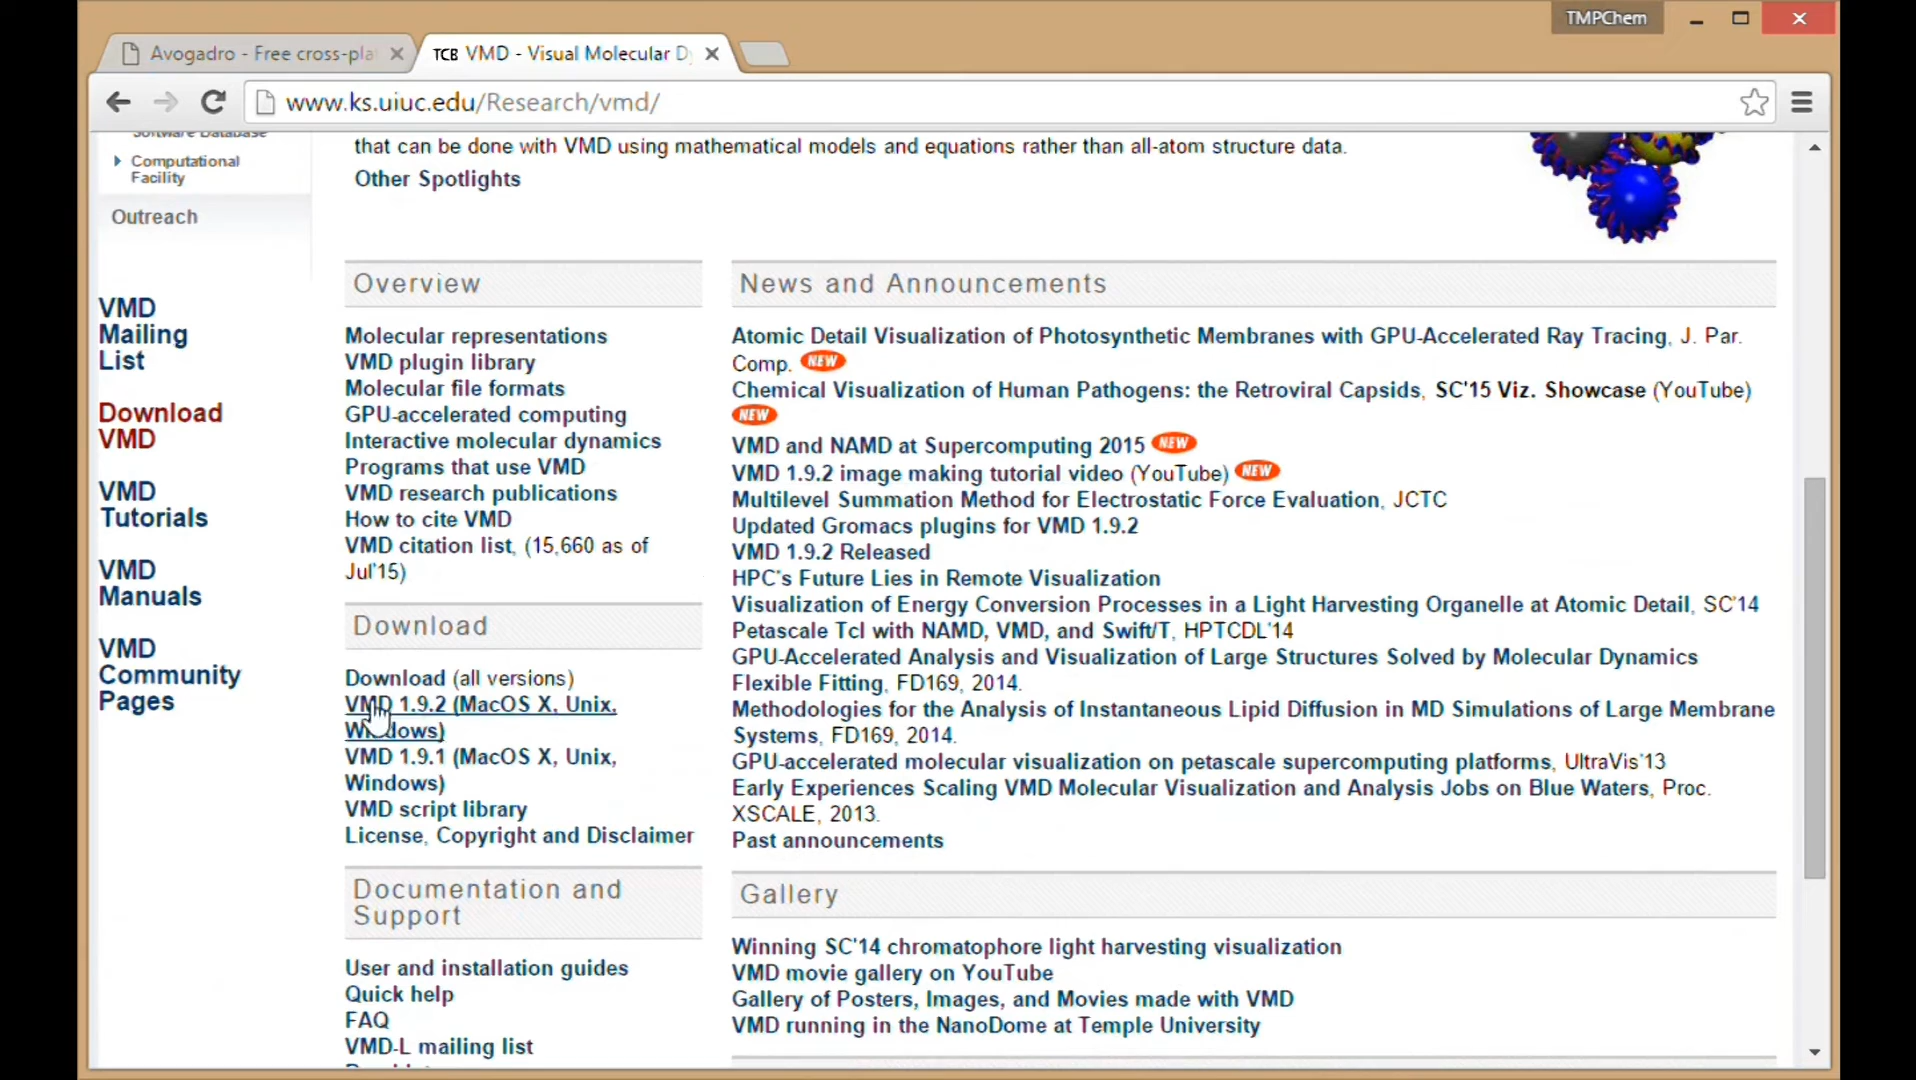 TMPChem
Avogadro - Free cross-pla
TCB VMD - Visual Molecular D
www.ks.uiuc.edu/Research/vmd/
Software Database
Computational
Facility
Outreach
VMD
Mailing
List
Download
VMD
VMD
Tutorials
VMD
Manuals
VMD
Community
Pages
that can be done with VMD using mathematical models and equations rather than all-atom structure data.
Other Spotlights
Overview
Molecular representations
VMD plugin library
Molecular file formats
GPU-accelerated computing
Interactive molecular dynamics
Programs that use VMD
VMD research publications
How to cite VMD
VMD citation list, (15,660 as of
Jul'15)
Download
Download (all versions)
VMD 1.9.2 (MacOS X, Unix,
Windows)
VMD 1.9.1 (MacOS X, Unix,
Windows)
VMD script library
License, Copyright and Disclaimer
Documentation and
Support
User and installation guides
Quick help
FAQ
VMD-L mailing list
News and Announcements
Atomic Detail Visualization of Photosynthetic Membranes with GPU-Accelerated Ray Tracing, J. Par.
Comp. NEW
Chemical Visualization of Human Pathogens: the Retroviral Capsids, SC'15 Viz. Showcase (YouTube)
NEW
VMD and NAMD at Supercomputing 2015 NEW
VMD 1.9.2 image making tutorial video (YouTube) NEW
Multilevel Summation Method for Electrostatic Force Evaluation, JCTC
Updated Gromacs plugins for VMD 1.9.2
VMD 1.9.2 Released
HPC's Future Lies in Remote Visualization
Visualization of Energy Conversion Processes in a Light Harvesting Organelle at Atomic Detail, SC'14
Petascale Tcl with NAMD, VMD, and Swift/T, HPTCDL'14
GPU-Accelerated Analysis and Visualization of Large Structures Solved by Molecular Dynamics
Flexible Fitting, FD169, 2014.
Methodologies for the Analysis of Instantaneous Lipid Diffusion in MD Simulations of Large Membrane
Systems, FD169, 2014.
GPU-accelerated molecular visualization on petascale supercomputing platforms, UltraVis'13
Early Experiences Scaling VMD Molecular Visualization and Analysis Jobs on Blue Waters, Proc.
XSCALE, 2013.
Past announcements
Gallery
Winning SC'14 chromatophore light harvesting visualization
VMD movie gallery on YouTube
Gallery of Posters, Images, and Movies made with VMD
VMD running in the NanoDome at Temple University